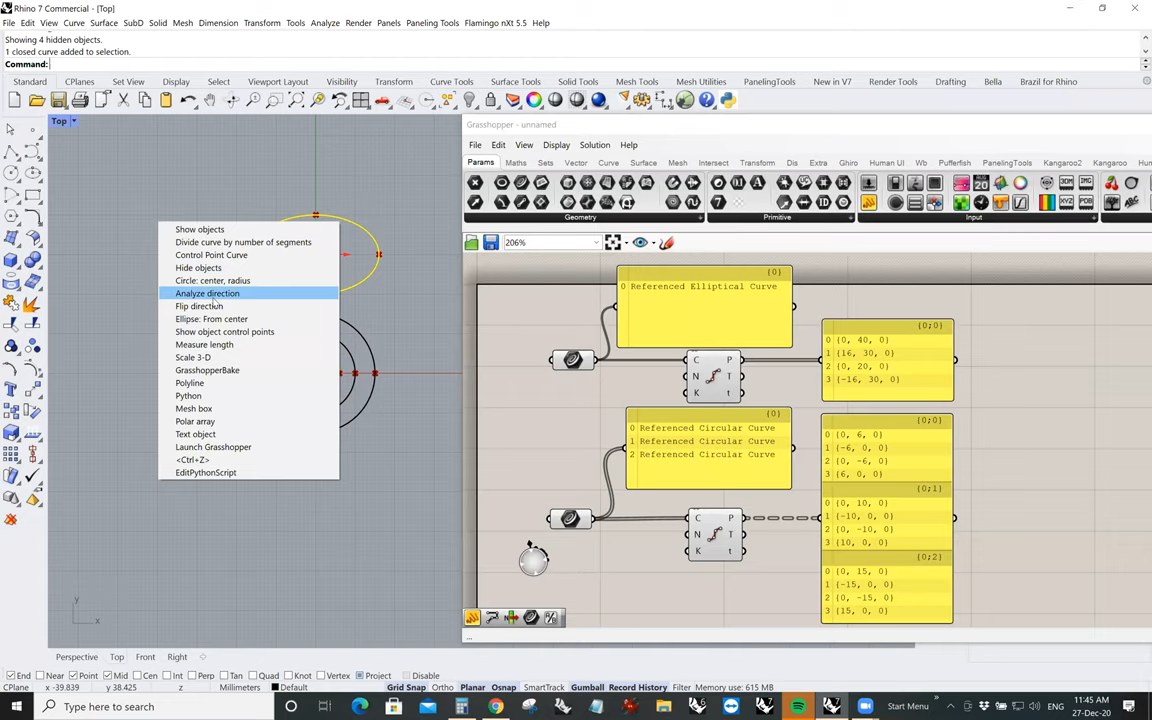 Rhino 7 Commercial - [Top]
File Edit View Curve Surface SubD Solid Mesh Dimension Transform Tools Analyze Render Panels Paneling Tools Flamingo nXt 5.5 Help
Showing 4 hidden objects.
1 closed curve added to selection.
Command:
Standard CPlanes Set View Display Select Viewport Layout Visibility Transform Curve Tools Surface Tools Solid Tools Mesh Tools Mesh Utilities PanelingTools New in V7 Render Tools Drafting Bella Brazil for Rhino
Top
Grasshopper - unnamed
File Edit View Display Solution Help
Params Maths Sets Vector Curve Surface Mesh Intersect Transform Dis Extra Ghiro Human UI Wb Pufferfish PanelingTools Kangaroo2 Kangaroo Hu
Geometry Primitive Input
206%
Show objects
Divide curve by number of segments
Control Point Curve
Hide objects
Circle: center, radius
Analyze direction
Flip direction
Ellipse: From center
Show object control points
Measure length
Scale 3-D
GrasshopperBake
Polyline
Python
Mesh box
Polar array
Text object
Launch Grasshopper
<Ctrl+Z>
EditPythonScript
{0}
0 Referenced Elliptical Curve
C P
N T
K t
{0;0}
0 {0, 40, 0}
1 {16, 30, 0}
2 {0, 20, 0}
3 {-16, 30, 0}
{0}
0 Referenced Circular Curve
1 Referenced Circular Curve
2 Referenced Circular Curve
C P
N T
K t
{0;0}
0 {0, 6, 0}
1 {-6, 0, 0}
2 {0, -6, 0}
3 {6, 0, 0}
{0;1}
0 {0, 10, 0}
1 {-10, 0, 0}
2 {0, -10, 0}
3 {10, 0, 0}
{0;2}
0 {0, 15, 0}
1 {-15, 0, 0}
2 {0, -15, 0}
3 {15, 0, 0}
y
x
...
Perspective Top Front Right
End Near Point Mid Cen Int Perp Tan Quad Knot Vertex Project Disable
CPlane x -39.839 y 38.425 z Millimeters Default Grid Snap Ortho Planar Osnap SmartTrack Gumball Record History Filter Memory use: 615 MB
Type here to search
Start Menu
11:45 AM
27-Dec-20